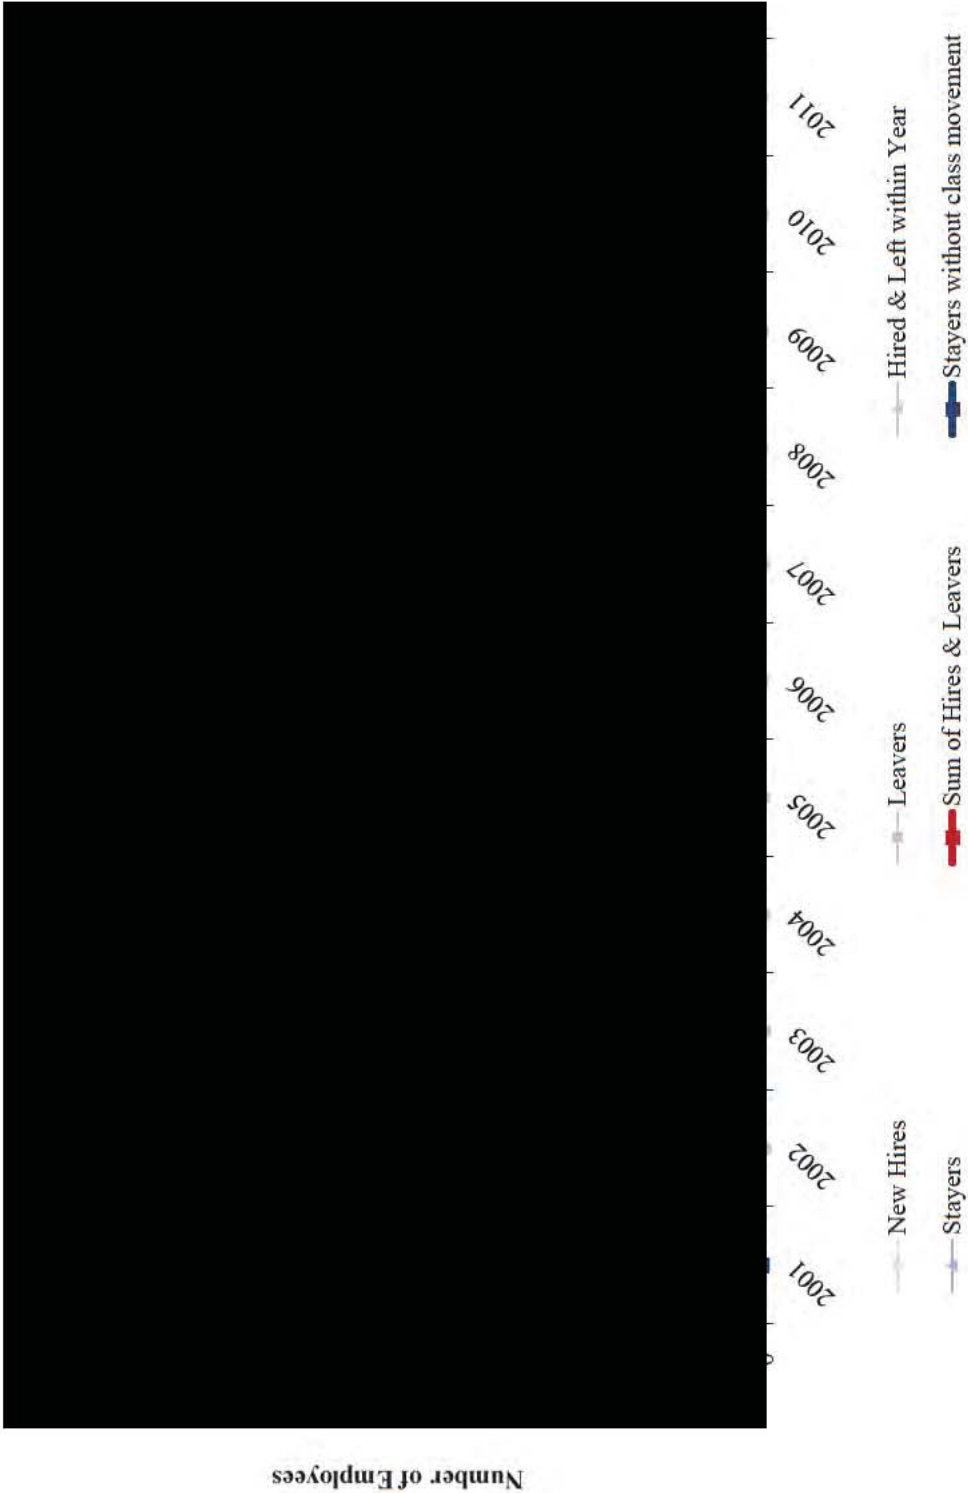 Number of Employees
0
2001 2002 2003 2004 2005 2006 2007 2008 2009 2010 2011
New Hires Leavers Hired & Left within Year
Stayers Sum of Hires & Leavers Stayers without class movement